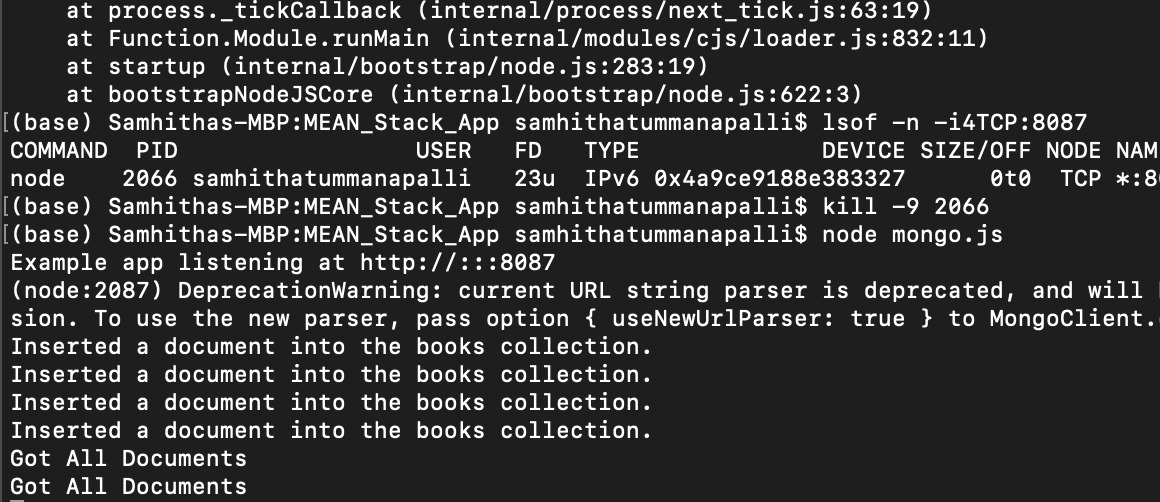 at process._tickCallback (internal/process/next_tick.js:63:19)
at Function.Module.runMain (internal/modules/cjs/loader.js:832:11)
at startup (internal/bootstrap/node.js:283:19)
at bootstrapNodeJSCore (internal/bootstrap/node.js:622:3)
[(base) Samhithas-MBP:MEAN_Stack_App samhithatummanapalli$ lsof -n -i4TCP:8087
COMMAND PID USER FD TYPE DEVICE SIZE/OFF NODE NAM
node 2066 samhithatummanapalli 23u IPv6 0x4a9ce9188e383327 0t0 TCP *:80
[(base) Samhithas-MBP:MEAN_Stack_App samhithatummanapalli$ kill -9 2066
[(base) Samhithas-MBP:MEAN_Stack_App samhithatummanapalli$ node mongo.js
Example app listening at http://:::8087
(node:2087) DeprecationWarning: current URL string parser is deprecated, and will
sion. To use the new parser, pass option { useNewUrlParser: true } to MongoClient.
Inserted a document into the books collection.
Inserted a document into the books collection.
Inserted a document into the books collection.
Inserted a document into the books collection.
Got All Documents
Got All Documents